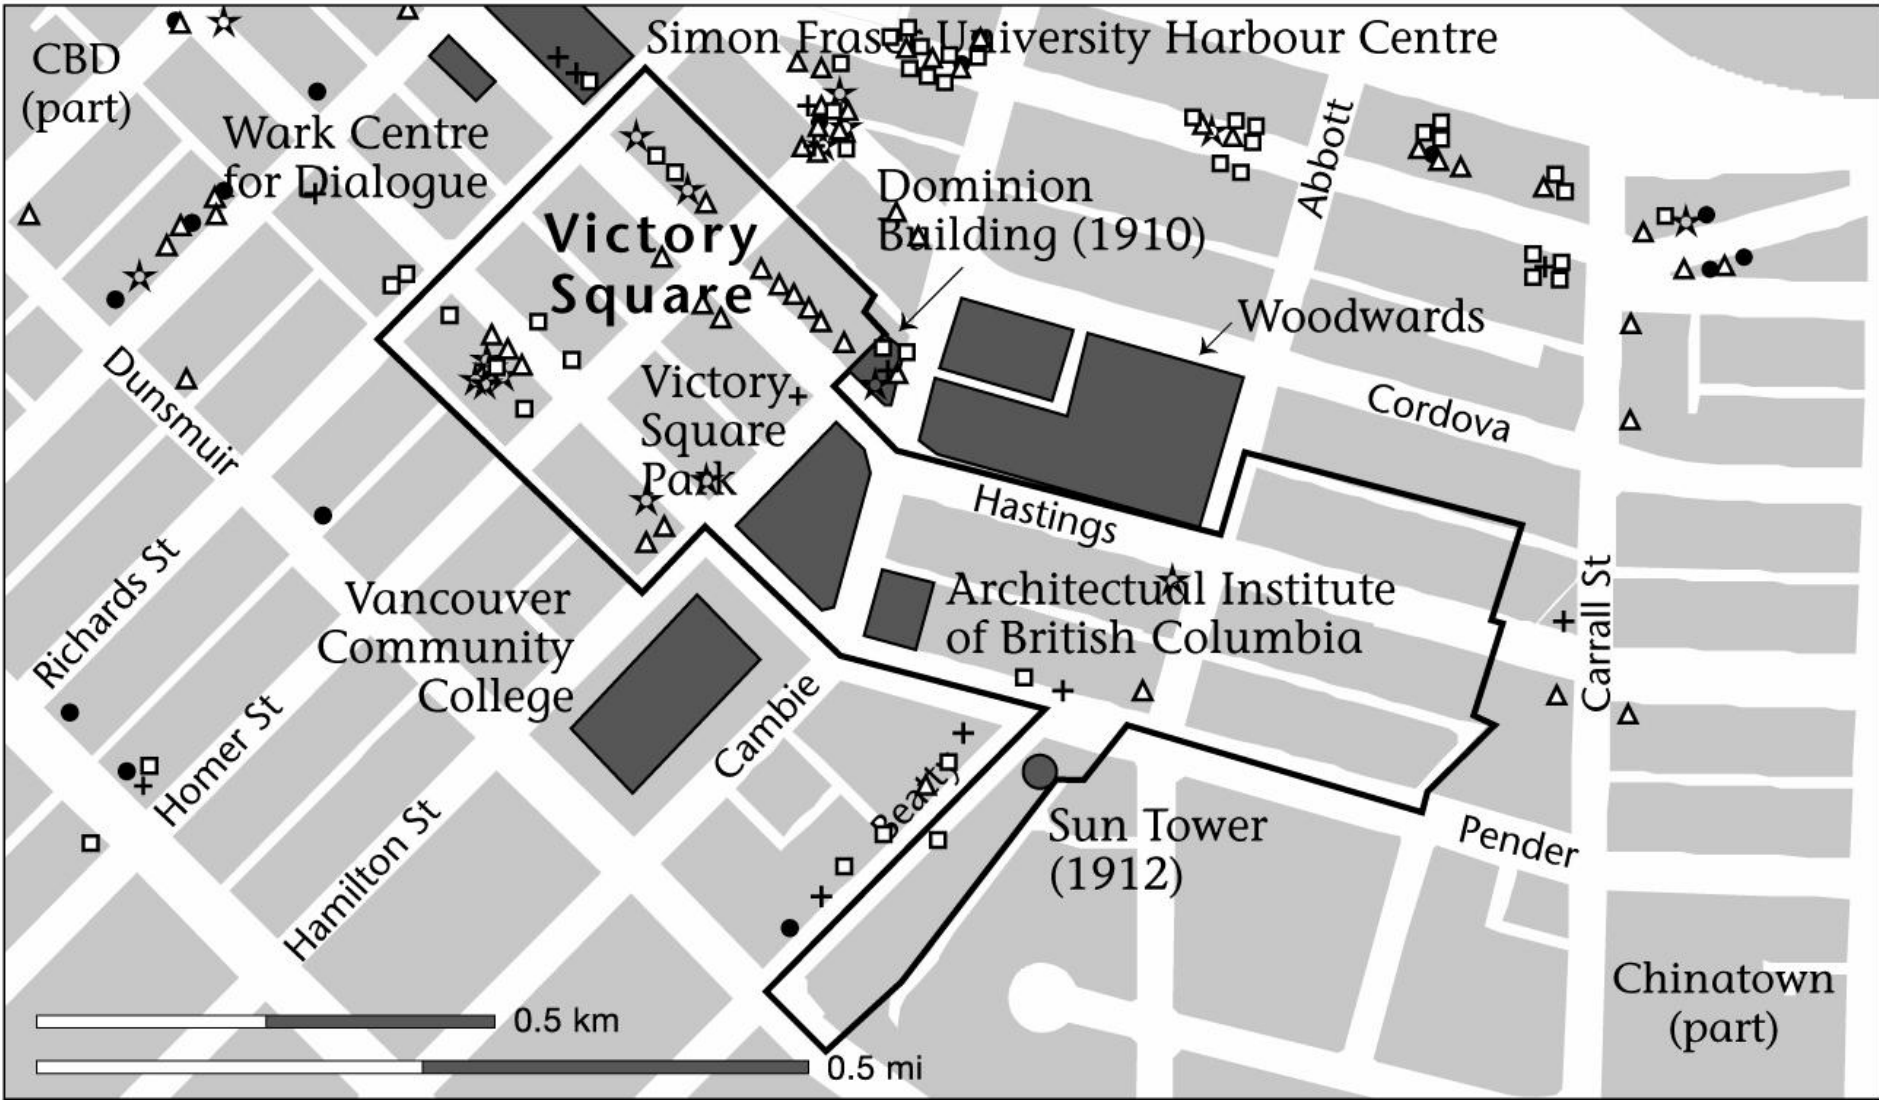 Simon Fraser University Harbour Centre
CBD
(part)
Wark Centre
for Dialogue
Abbott
Dominion
Building (1910)
Victory
Square
Woodwards
Dunsmuir
Victory
Square
Park
Cordova
Hastings
Richards St
Vancouver
Community
College
Architectural Institute
of British Columbia
Carrall St
Homer St
Cambie
Beatty
Hamilton St
Sun Tower
(1912)
Pender
Chinatown
(part)
0.5 km
0.5 mi